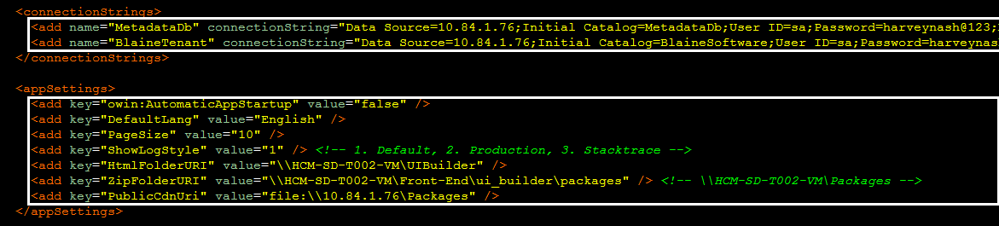 <connectionStrings>
<add name="MetadataDb" connectionString="Data Source=10.84.1.76;Initial Catalog=MetadataDb;User ID=sa;Password=harveynash@123;
<add name="BlaineTenant" connectionString="Data Source=10.84.1.76;Initial Catalog=BlaineSoftware;User ID=sa;Password=harveynash
</connectionStrings>
<appSettings>
<add key="owin:AutomaticAppStartup" value="false" />
<add key="DefaultLang" value="English" />
<add key="PageSize" value="10" />
<add key="ShowLogStyle" value="1" /> <!-- 1. Default, 2. Production, 3. Stacktrace -->
<add key="HtmlFolderURI" value="\\HCM-SD-T002-VM\UIBuilder" />
<add key="ZipFolderURI" value="\\HCM-SD-T002-VM\Front-End\ui_builder\packages" /> <!-- \\HCM-SD-T002-VM\Packages -->
<add key="PublicCdnUri" value="file:\\10.84.1.76\Packages" />
</appSettings>